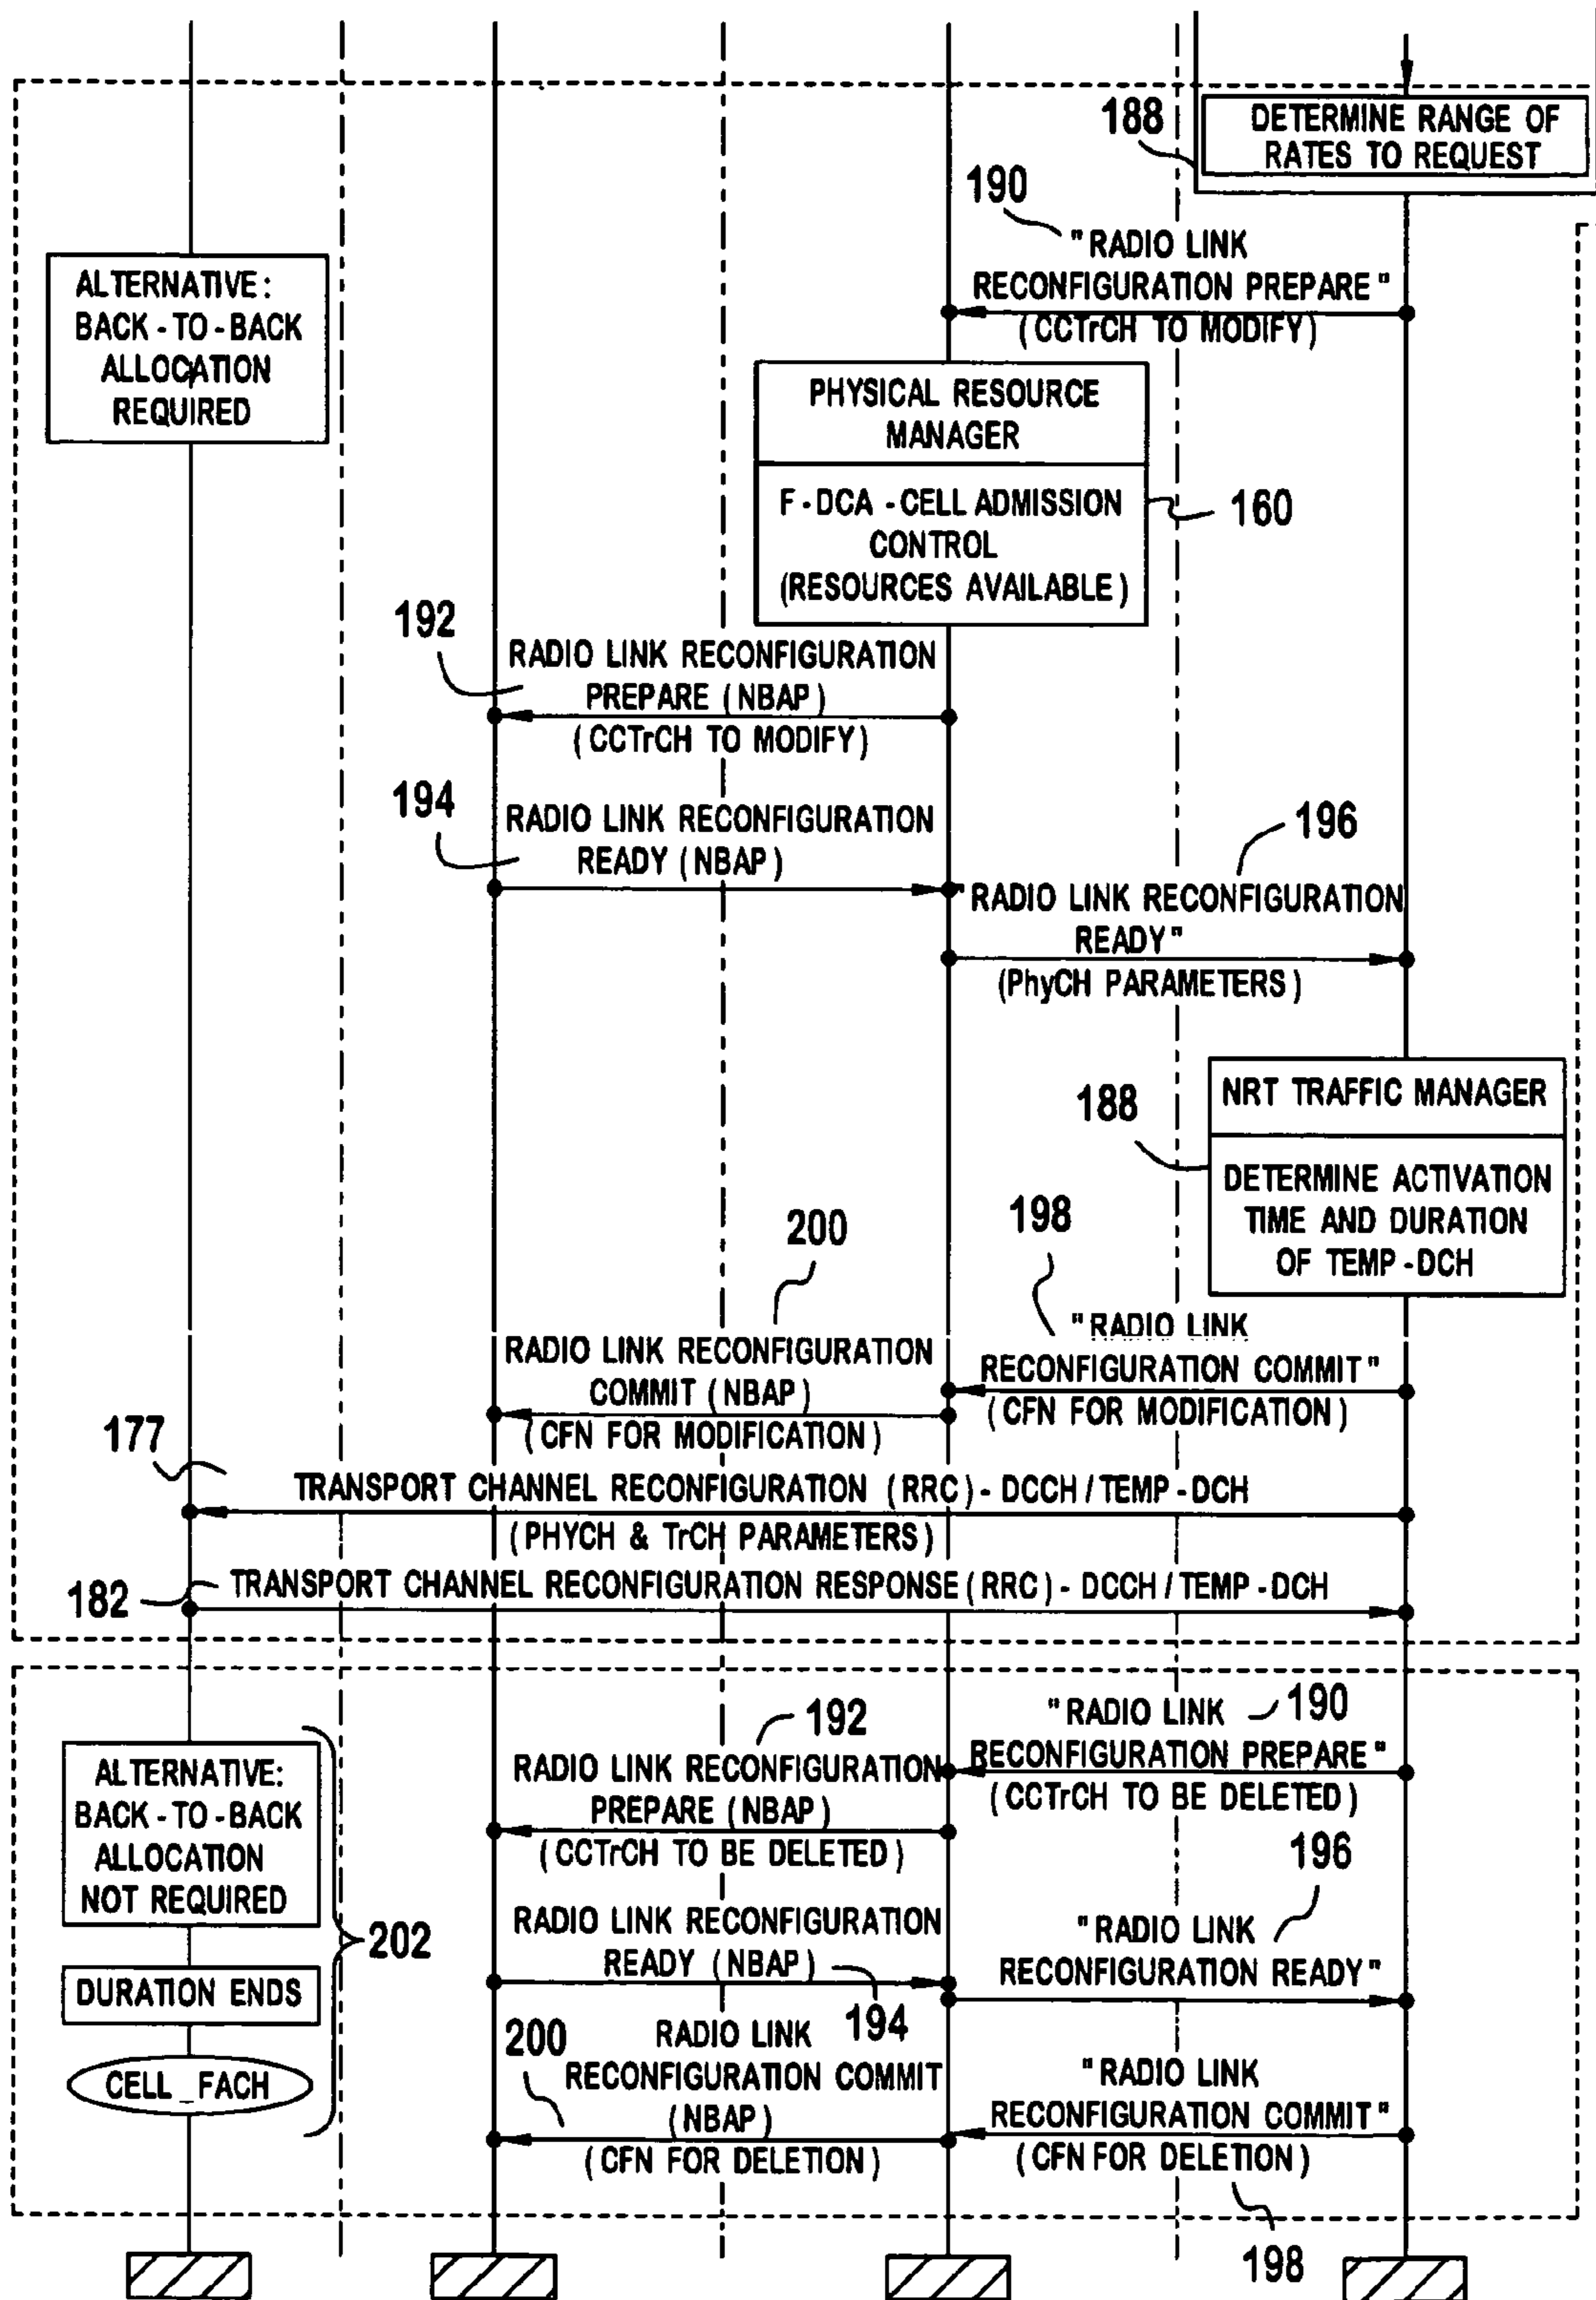 188
DETERMINE RANGE OF
RATES TO REQUEST
190
"RADIO LINK
RECONFIGURATION PREPARE"
(CCTrCH TO MODIFY)
ALTERNATIVE:
BACK-TO-BACK
ALLOCATION
REQUIRED
PHYSICAL RESOURCE
MANAGER
F-DCA-CELL ADMISSION
CONTROL
(RESOURCES AVAILABLE)
160
192
RADIO LINK RECONFIGURATION
PREPARE (NBAP)
(CCTrCH TO MODIFY)
194
RADIO LINK RECONFIGURATION
READY (NBAP)
196
"RADIO LINK RECONFIGURATION
READY"
(PhyCH PARAMETERS)
188
NRT TRAFFIC MANAGER
DETERMINE ACTIVATION
TIME AND DURATION
OF TEMP-DCH
200
198
"RADIO LINK
RECONFIGURATION COMMIT"
(CFN FOR MODIFICATION)
RADIO LINK RECONFIGURATION
COMMIT (NBAP)
(CFN FOR MODIFICATION)
177
TRANSPORT CHANNEL RECONFIGURATION (RRC)-DCCH/TEMP-DCH
(PHYCH & TrCH PARAMETERS)
182
TRANSPORT CHANNEL RECONFIGURATION RESPONSE(RRC)-DCCH/TEMP-DCH
190
"RADIO LINK
RECONFIGURATION PREPARE"
(CCTrCH TO BE DELETED)
192
RADIO LINK RECONFIGURATION
PREPARE (NBAP)
(CCTrCH TO BE DELETED)
ALTERNATIVE:
BACK-TO-BACK
ALLOCATION
NOT REQUIRED
202
DURATION ENDS
CELL_FACH
RADIO LINK RECONFIGURATION
READY (NBAP)
194
196
"RADIO LINK
RECONFIGURATION READY"
200
RADIO LINK
RECONFIGURATION COMMIT
(NBAP)
(CFN FOR DELETION)
"RADIO LINK
RECONFIGURATION COMMIT"
(CFN FOR DELETION)
198